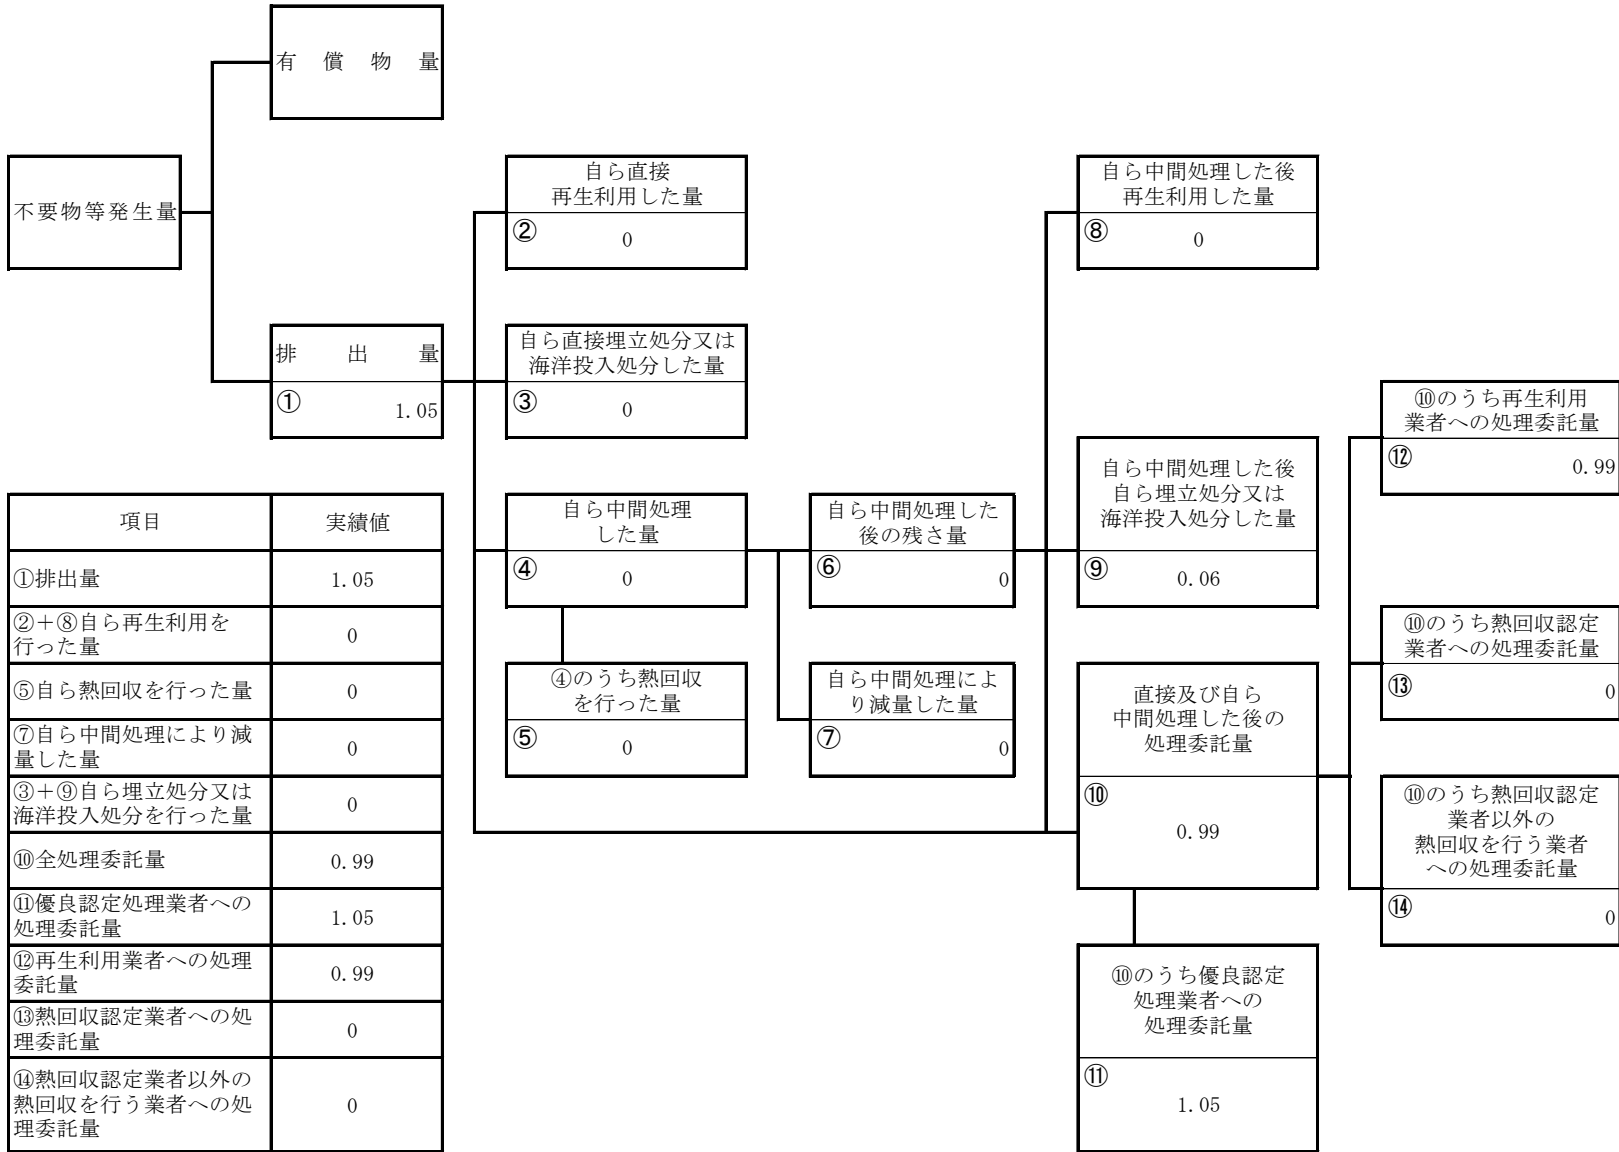 有償物量
不要物等発生量
排出量
① 1.05
自ら直接
再生利用した量
② 0
自ら直接埋立処分又は
海洋投入処分した量
③ 0
自ら中間処理
した量
④ 0
④のうち熱回収
を行った量
⑤ 0
自ら中間処理した
後の残さ量
⑥ 0
自ら中間処理によ
り減量した量
⑦ 0
自ら中間処理した後
再生利用した量
⑧ 0
自ら中間処理した後
自ら埋立処分又は
海洋投入処分した量
⑨ 0.06
直接及び自ら
中間処理した後の
処理委託量
⑩
0.99
⑩のうち優良認定
処理業者への
処理委託量
⑪
1.05
⑩のうち再生利用
業者への処理委託量
⑫ 0.99
⑩のうち熱回収認定
業者への処理委託量
⑬ 0
⑩のうち熱回収認定
業者以外の
熱回収を行う業者
への処理委託量
⑭ 0
項目 実績値
①排出量 1.05
②+⑧自ら再生利用を
行った量 0
⑤自ら熱回収を行った量 0
⑦自ら中間処理により減
量した量 0
③+⑨自ら埋立処分又は
海洋投入処分を行った量 0
⑩全処理委託量 0.99
⑪優良認定処理業者への
処理委託量 1.05
⑫再生利用業者への処理
委託量 0.99
⑬熱回収認定業者への処
理委託量 0
⑭熱回収認定業者以外の
熱回収を行う業者への処
理委託量 0